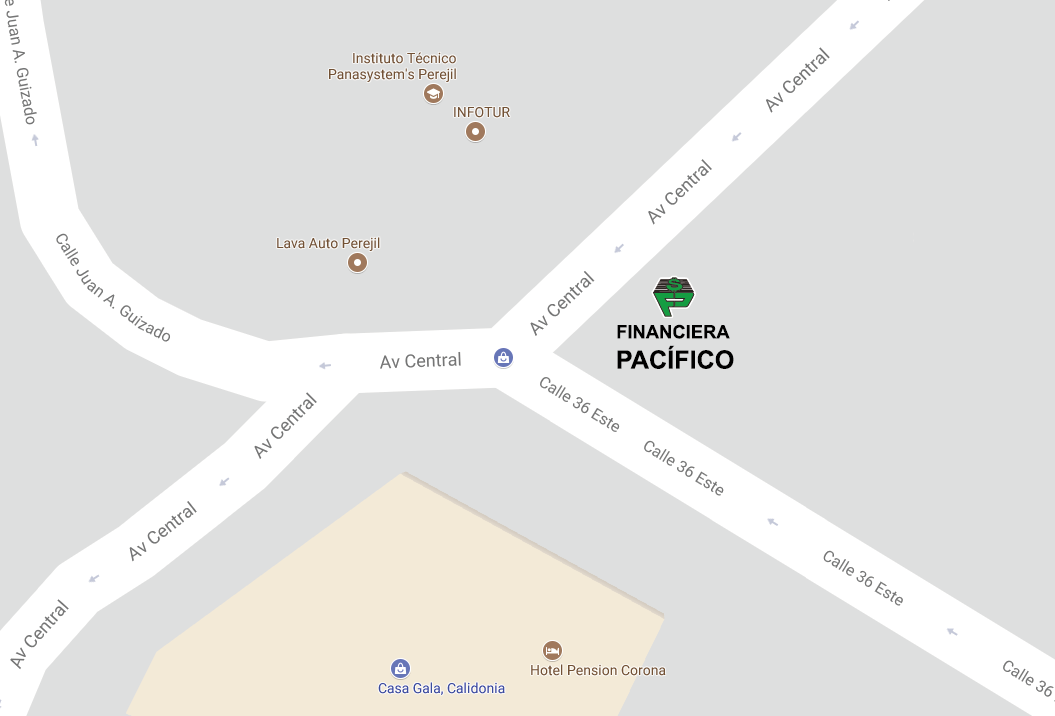 e Juan A. Guizado
Instituto Técnico
Panasystem's Perejil
INFOTUR
Av Central
Av Central
Lava Auto Perejil
Calle Juan A. Guizado
Av Central
FINANCIERA
PACÍFICO
Av Central
Calle 36 Este
Av Central
Calle 36 Este
Av Central
Calle 36 Este
Av Central
Hotel Pension Corona
Casa Gala, Calidonia
Calle 36